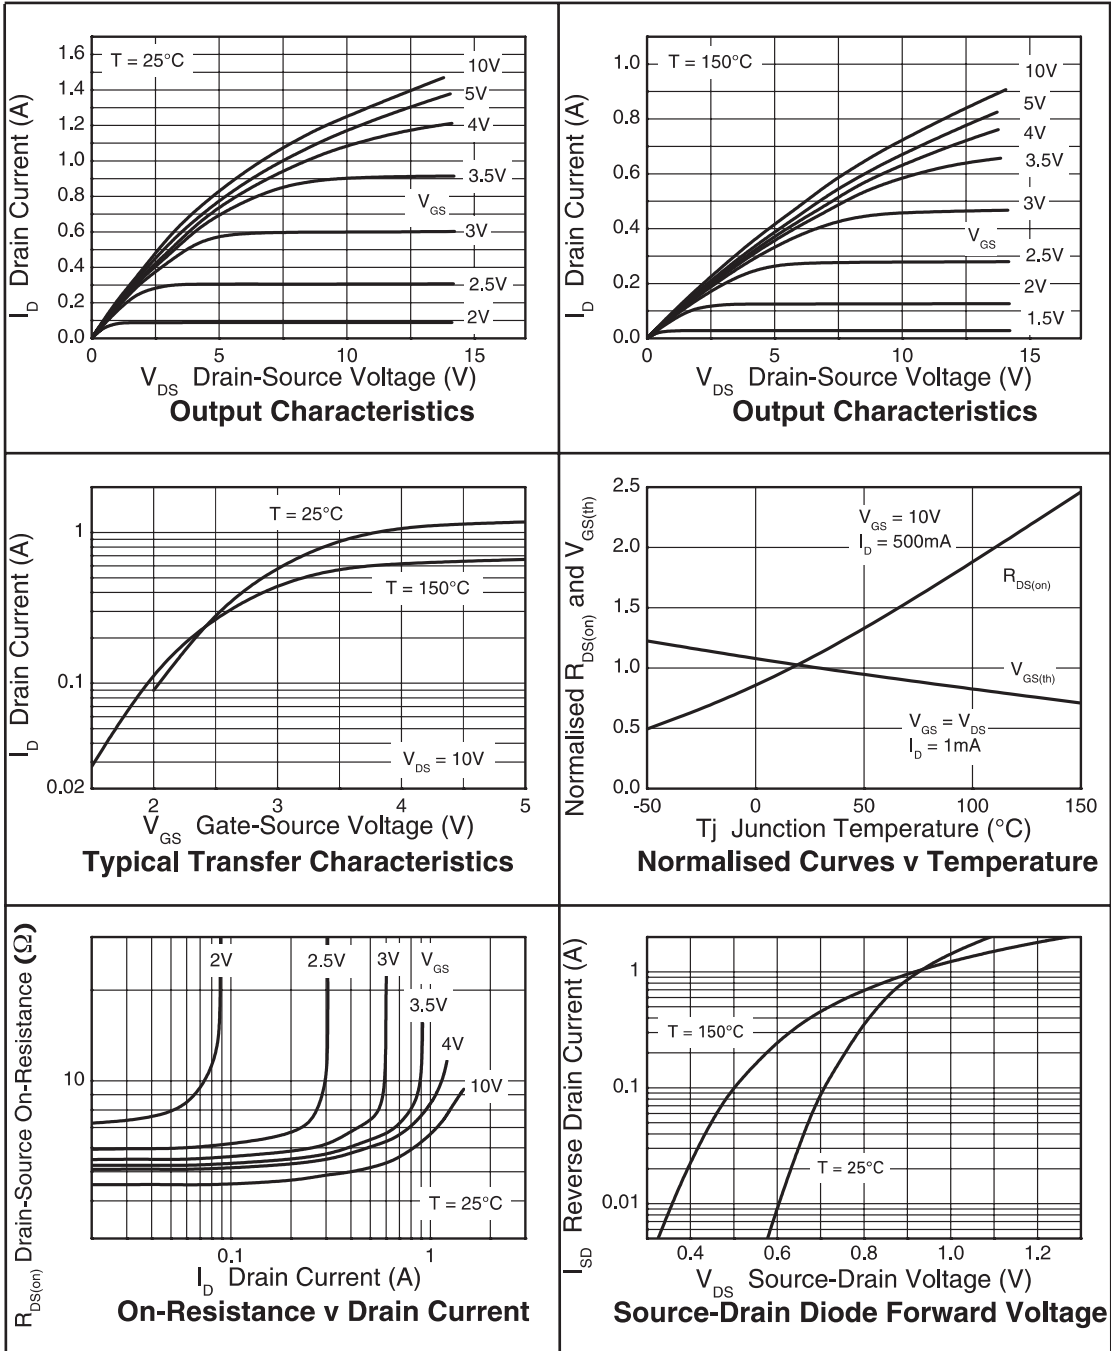 1.6
1.4
1.2
1.0
0.8
0.6
0.4
0.2
0.0
I_D Drain Current (A)
T = 25°C
10V
5V
4V
3.5V
V_GS
3V
2.5V
2V
0 5 10 15
V_DS Drain-Source Voltage (V)
Output Characteristics
1.0
0.8
0.6
0.4
0.2
0.0
I_D Drain Current (A)
T = 150°C
10V
5V
4V
3.5V
3V
V_GS
2.5V
2V
1.5V
0 5 10 15
V_DS Drain-Source Voltage (V)
Output Characteristics
1
0.1
0.02
I_D Drain Current (A)
T = 25°C
T = 150°C
V_DS = 10V
2 3 4 5
V_GS Gate-Source Voltage (V)
Typical Transfer Characteristics
2.5
2.0
1.5
1.0
0.5
0.0
Normalised R_DS(on) and V_GS(th)
V_GS = 10V
I_D = 500mA
R_DS(on)
V_GS(th)
V_GS = V_DS
I_D = 1mA
-50 0 50 100 150
Tj Junction Temperature (°C)
Normalised Curves v Temperature
R_DS(on) Drain-Source On-Resistance (Ω)
10
2V 2.5V 3V V_GS
3.5V
4V
10V
T = 25°C
0.1 1
I_D Drain Current (A)
On-Resistance v Drain Current
I_SD Reverse Drain Current (A)
1
0.1
0.01
T = 150°C
T = 25°C
0.4 0.6 0.8 1.0 1.2
V_DS Source-Drain Voltage (V)
Source-Drain Diode Forward Voltage